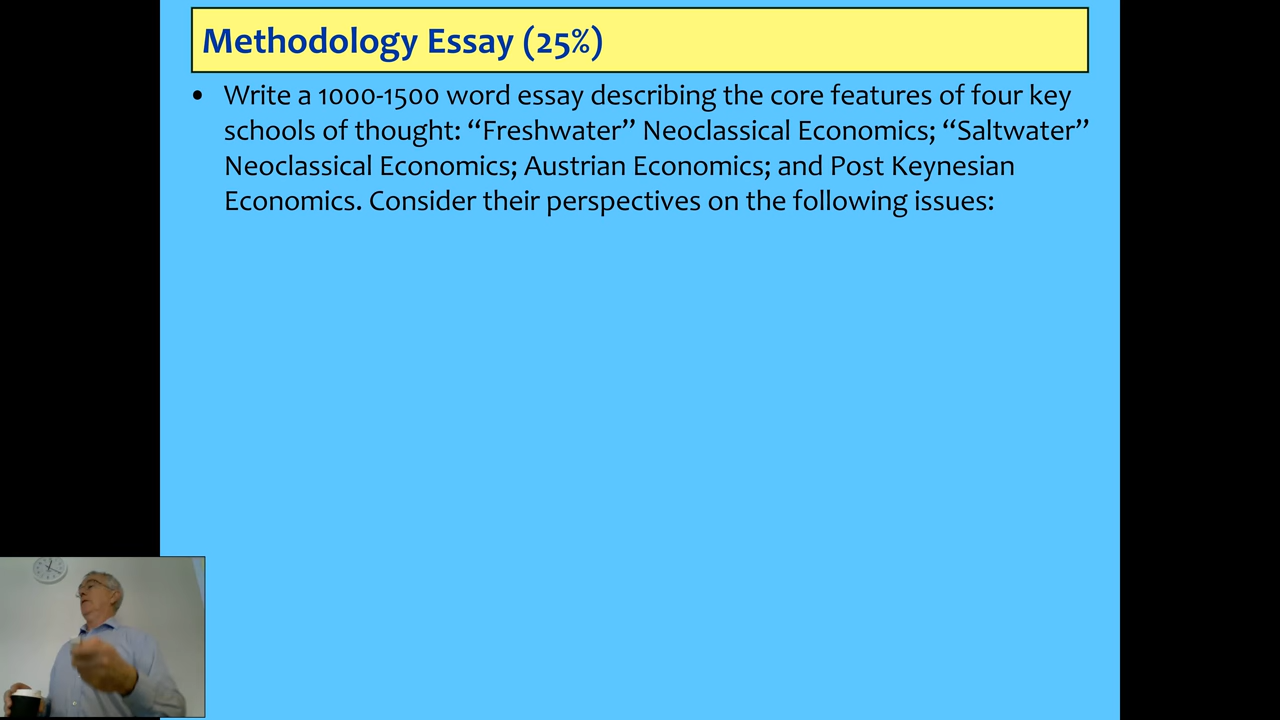 Methodology Essay (25%)
• Write a 1000-1500 word essay describing the core features of four key
schools of thought: “Freshwater” Neoclassical Economics; “Saltwater”
Neoclassical Economics; Austrian Economics; and Post Keynesian
Economics. Consider their perspectives on the following issues: